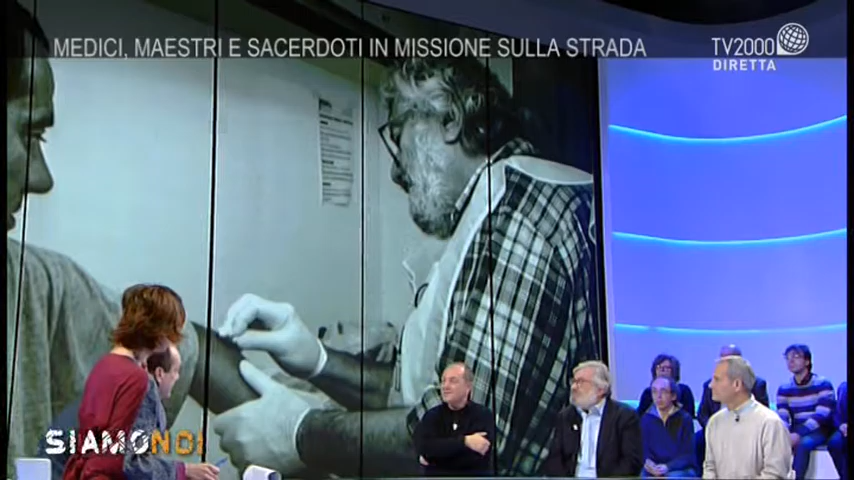 MEDICI, MAESTRI E SACERDOTI IN MISSIONE SULLA STRADA
TV2000
DIRETTA
SIAMONOI